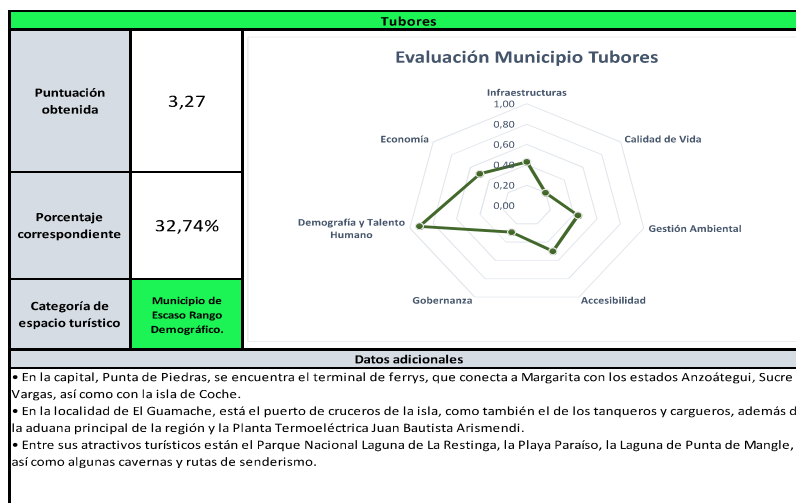 Tubores
Puntuación
obtenida
3,27
Porcentaje
correspondiente
32,74%
Categoría de
espacio turístico
Municipio de
Escaso Rango
Demográfico.
Evaluación Municipio Tubores
Infraestructuras
1,00
0,80
0,60
0,40
0,20
0,00
Calidad de Vida
Gestión Ambiental
Accesibilidad
Gobernanza
Demografía y Talento
Humano
Economía
Datos adicionales
• En la capital, Punta de Piedras, se encuentra el terminal de ferrys, que conecta a Margarita con los estados Anzoátegui, Sucre
Vargas, así como con la isla de Coche.
• En la localidad de El Guamache, está el puerto de cruceros de la isla, como también el de los tanqueros y cargueros, además d
la aduana principal de la región y la Planta Termoeléctrica Juan Bautista Arismendi.
• Entre sus atractivos turísticos están el Parque Nacional Laguna de La Restinga, la Playa Paraíso, la Laguna de Punta de Mangle,
así como algunas cavernas y rutas de senderismo.